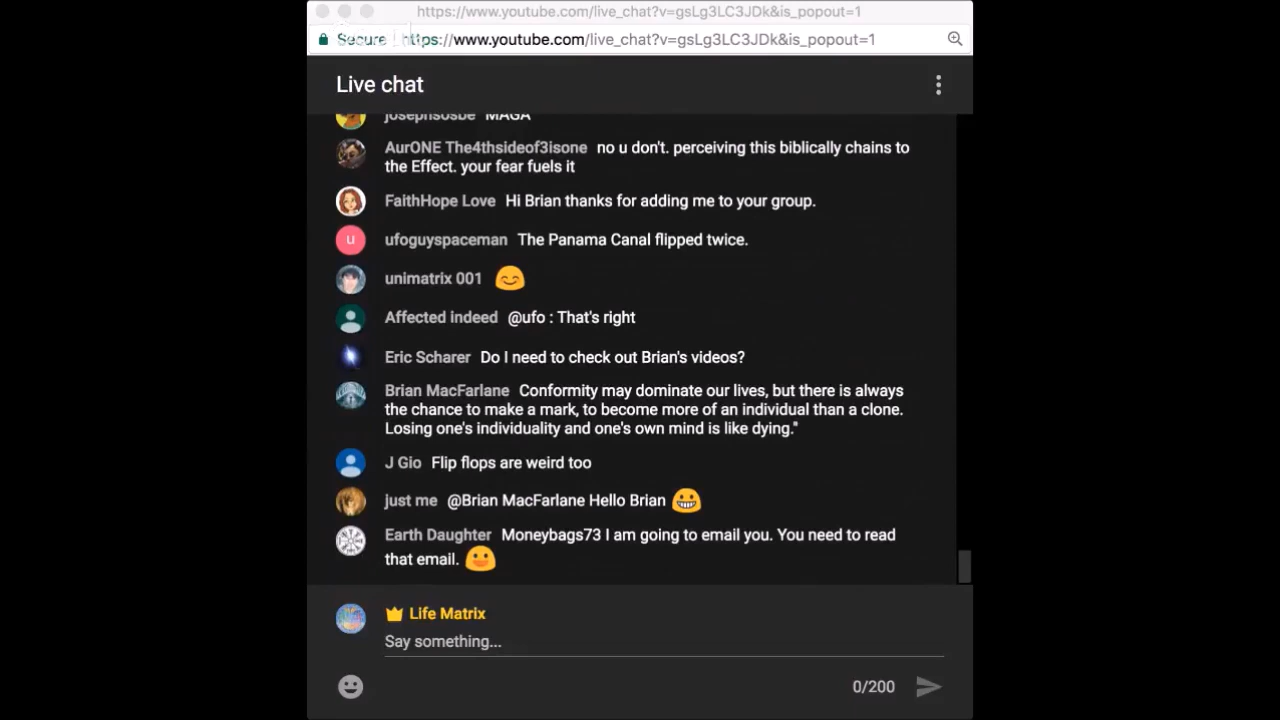 https://www.youtube.com/live_chat?v=gsLg3LC3JDk&is_popout=1
Secure https://www.youtube.com/live_chat?v=gsLg3LC3JDk&is_popout=1
Live chat
josephsosbe MAGA
AurONE The4thsideof3isone no u don't. perceiving this biblically chains to
the Effect. your fear fuels it
FaithHope Love Hi Brian thanks for adding me to your group.
u
ufoguyspaceman The Panama Canal flipped twice.
unimatrix 001 😊
Affected indeed @ufo : That's right
Eric Scharer Do I need to check out Brian's videos?
Brian MacFarlane Conformity may dominate our lives, but there is always
the chance to make a mark, to become more of an individual than a clone.
Losing one's individuality and one's own mind is like dying."
J Gio Flip flops are weird too
just me @Brian MacFarlane Hello Brian 😀
Earth Daughter Moneybags73 I am going to email you. You need to read
that email. 😃
Life Matrix
Say something...
0/200